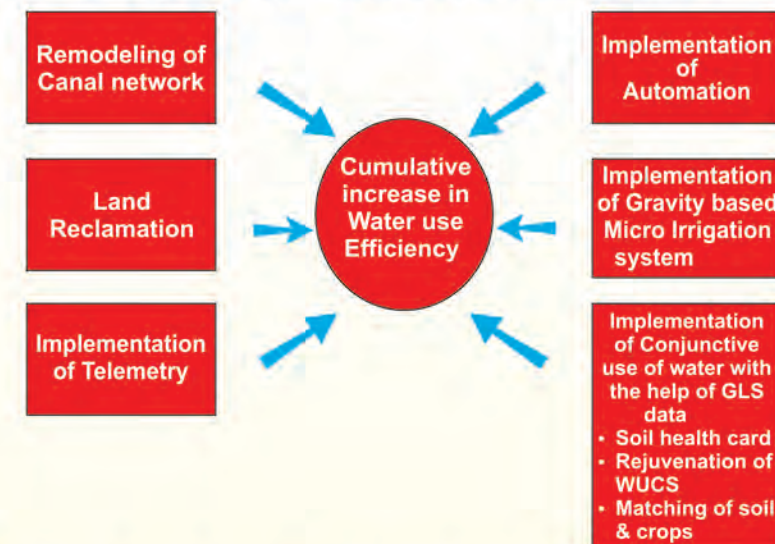 Remodeling of
Canal network
Land
Reclamation
Implementation
of Telemetry
Cumulative
increase in
Water use
Efficiency
Implementation
of
Automation
Implementation
of Gravity based
Micro Irrigation
system
Implementation
of Conjunctive
use of water with
the help of GLS
data
• Soil health card
• Rejuvenation of
WUCS
• Matching of soil
& crops